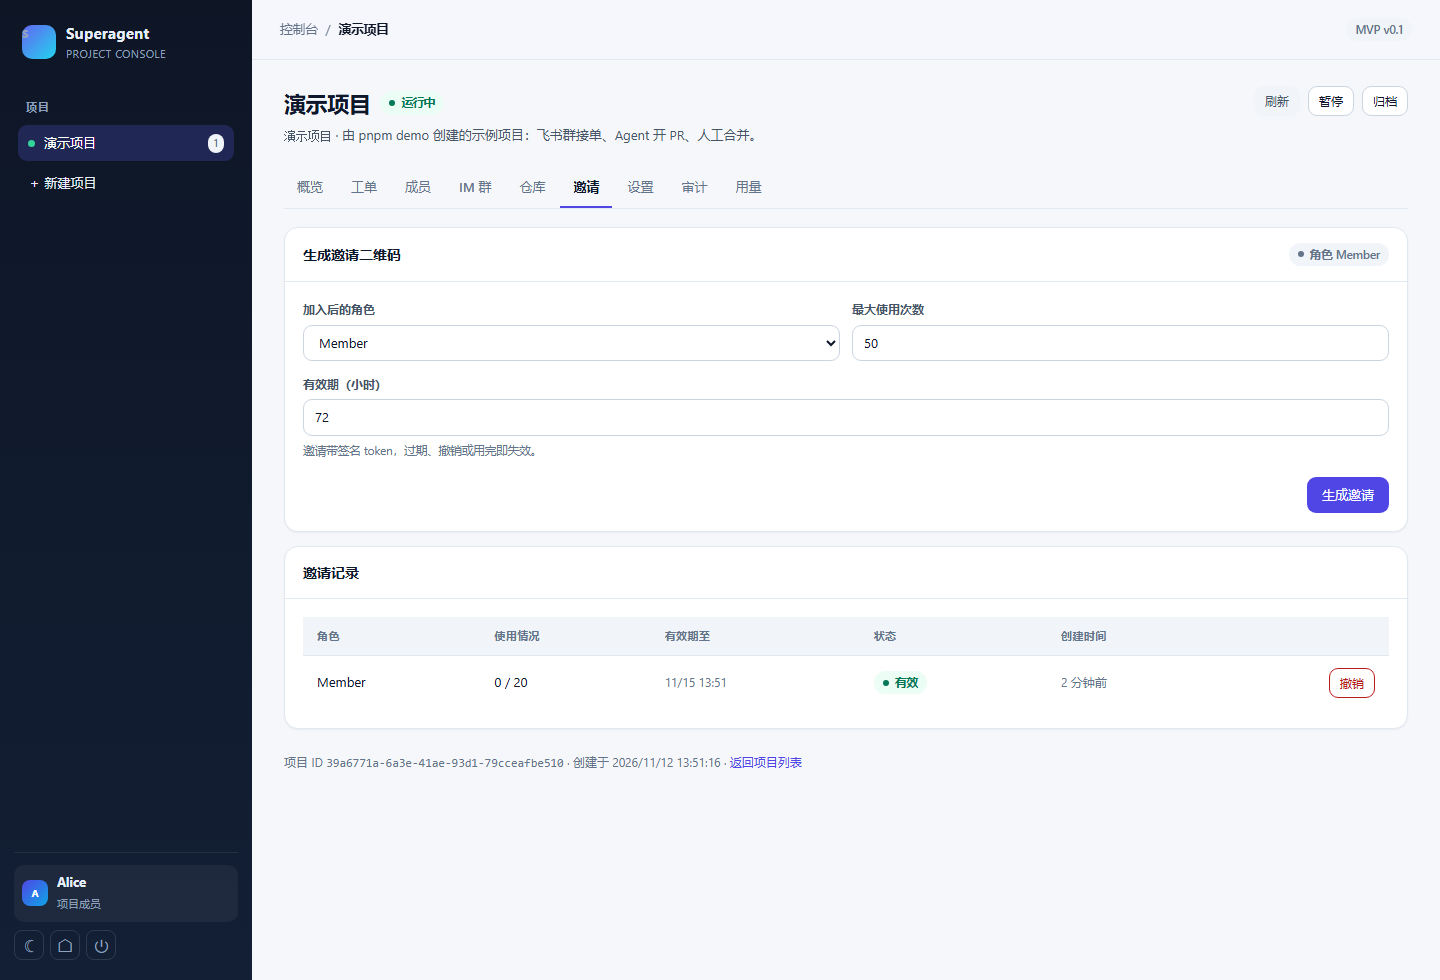 Superagent
PROJECT CONSOLE
项目
演示项目 1
+ 新建项目
Alice
A
项目成员
控制台 / 演示项目
MVP v0.1
演示项目 运行中
刷新 暂停 归档
演示项目 · 由 pnpm demo 创建的示例项目：飞书群接单、Agent 开 PR、人工合并。
概览 工单 成员 IM 群 仓库 邀请 设置 审计 用量
生成邀请二维码
角色 Member
加入后的角色 最大使用次数
Member 50
有效期（小时）
72
邀请带签名 token，过期、撤销或用完即失效。
生成邀请
邀请记录
角色 使用情况 有效期至 状态 创建时间
Member 0 / 20 11/15 13:51 有效 2 分钟前 撤销
项目 ID 39a6771a-6a3e-41ae-93d1-79cceafbe510 · 创建于 2026/11/12 13:51:16 · 返回项目列表